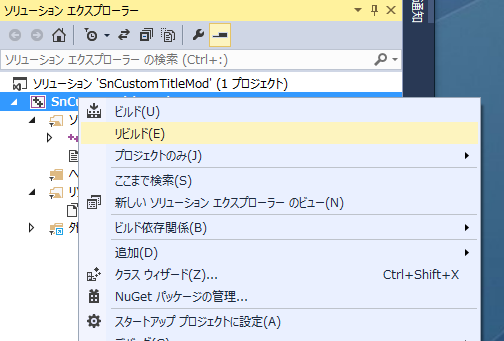 ソリューション エクスプローラー
通知
ソリューション エクスプローラー の検索 (Ctrl+:)
ソリューション 'SnCustomTitleMod' (1 プロジェクト)
ビルド(U)
リビルド(E)
プロジェクトのみ(J)
ここまで検索(S)
新しい ソリューション エクスプローラー のビュー(N)
ビルド依存関係(B)
追加(D)
クラス ウィザード(Z)... Ctrl+Shift+X
NuGet パッケージの管理...
スタートアップ プロジェクトに設定(A)